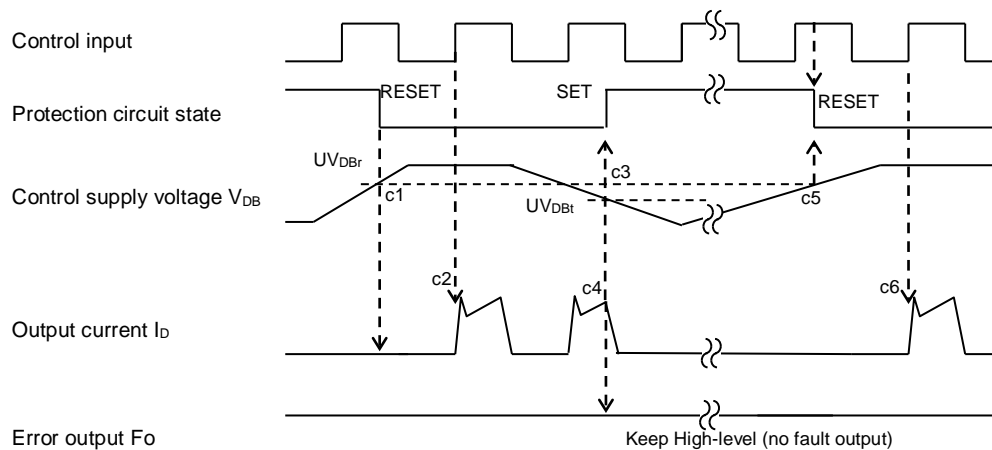 Control input
RESET
SET
RESET
Protection circuit state
UVDBr
c1
c3
c5
Control supply voltage VDB
UVDBt
c2
c4
c6
Output current ID
Error output Fo
Keep High-level (no fault output)